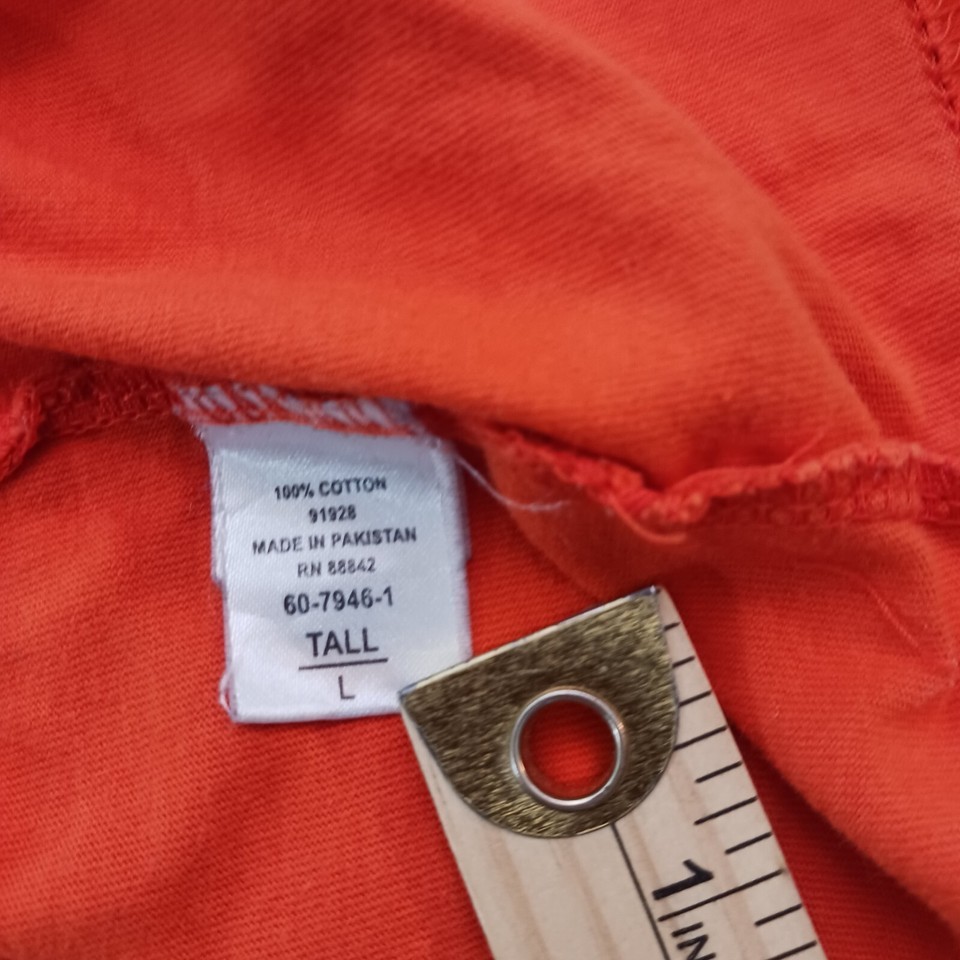 100% COTTON
91928
MADE IN PAKISTAN
RN 88842
60-7946-1
TALL
L
1
IN